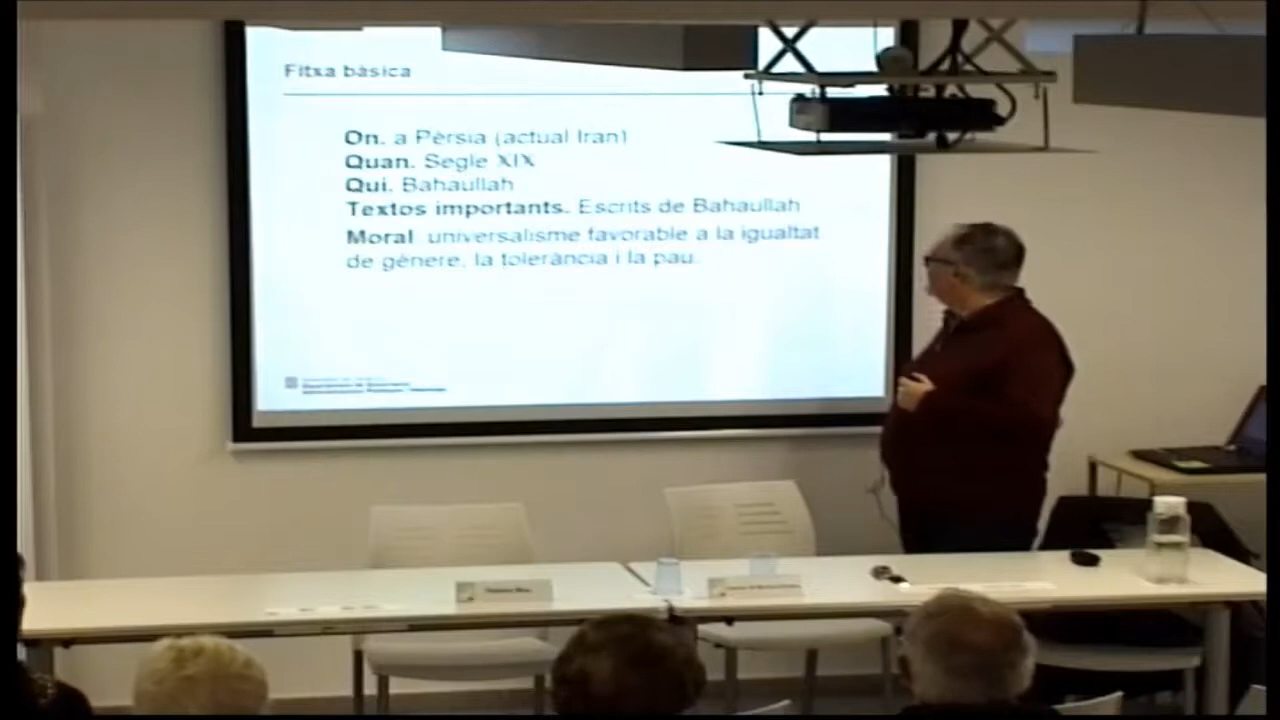 Fitxa bàsica
On. a Pèrsia (actual Iran)
Quan. Segle XIX
Qui. Bahaullah
Textos importants. Escrits de Bahaullah
Moral universalisme favorable a la igualtat
de gènere, la tolerància i la pau.